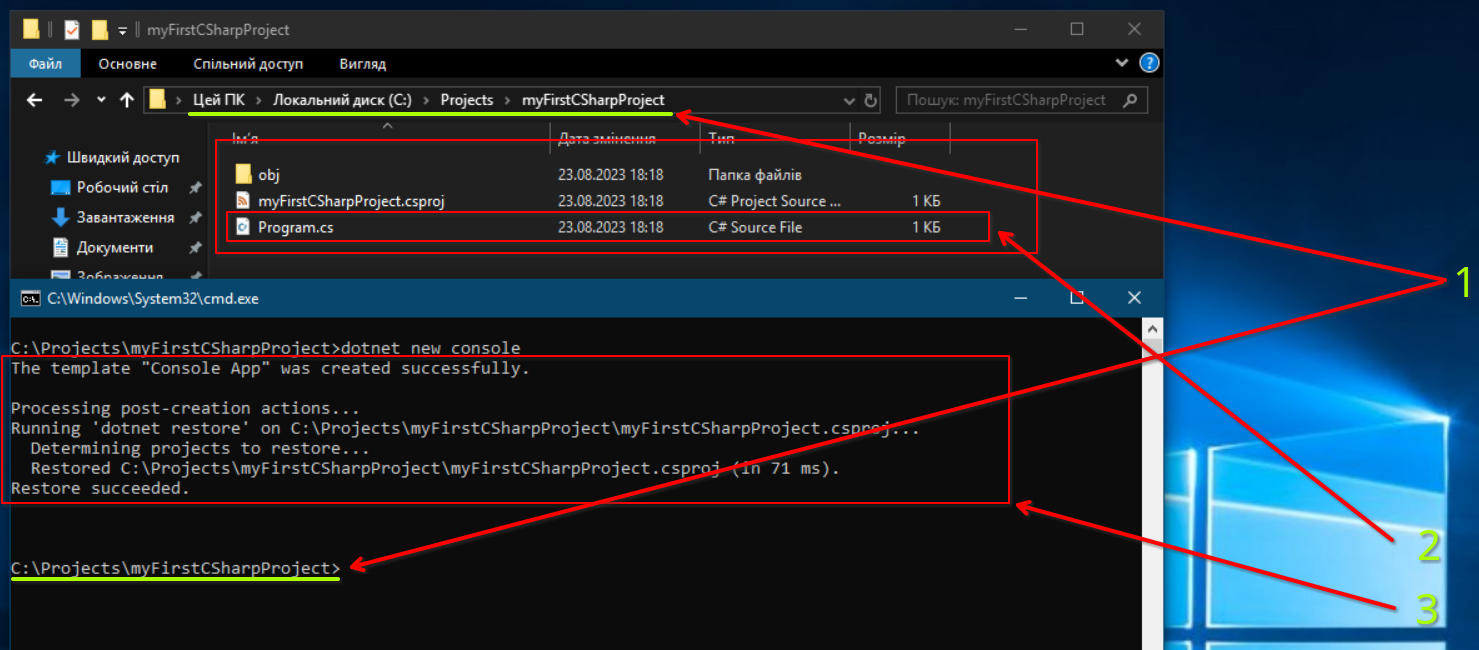 myFirstCSharpProject
Файл Основне Спільний доступ Вигляд
Цей ПК › Локальний диск (C:) › Projects › myFirstCSharpProject Пошук: myFirstCSharpProject
Ім'я Дата змінення Тип Розмір
Швидкий доступ
obj 23.08.2023 18:18 Папка файлів
Робочий стіл
myFirstCSharpProject.csproj 23.08.2023 18:18 C# Project Source ... 1 КБ
Завантаження
Program.cs 23.08.2023 18:18 C# Source File 1 КБ
Документи
Зображення
1
C:\Windows\System32\cmd.exe
C:\Projects\myFirstCSharpProject>dotnet new console
The template "Console App" was created successfully.
Processing post-creation actions...
Running 'dotnet restore' on C:\Projects\myFirstCSharpProject\myFirstCSharpProject.csproj...
Determining projects to restore...
Restored C:\Projects\myFirstCSharpProject\myFirstCSharpProject.csproj (in 71 ms).
Restore succeeded.
2
C:\Projects\myFirstCSharpProject>
3